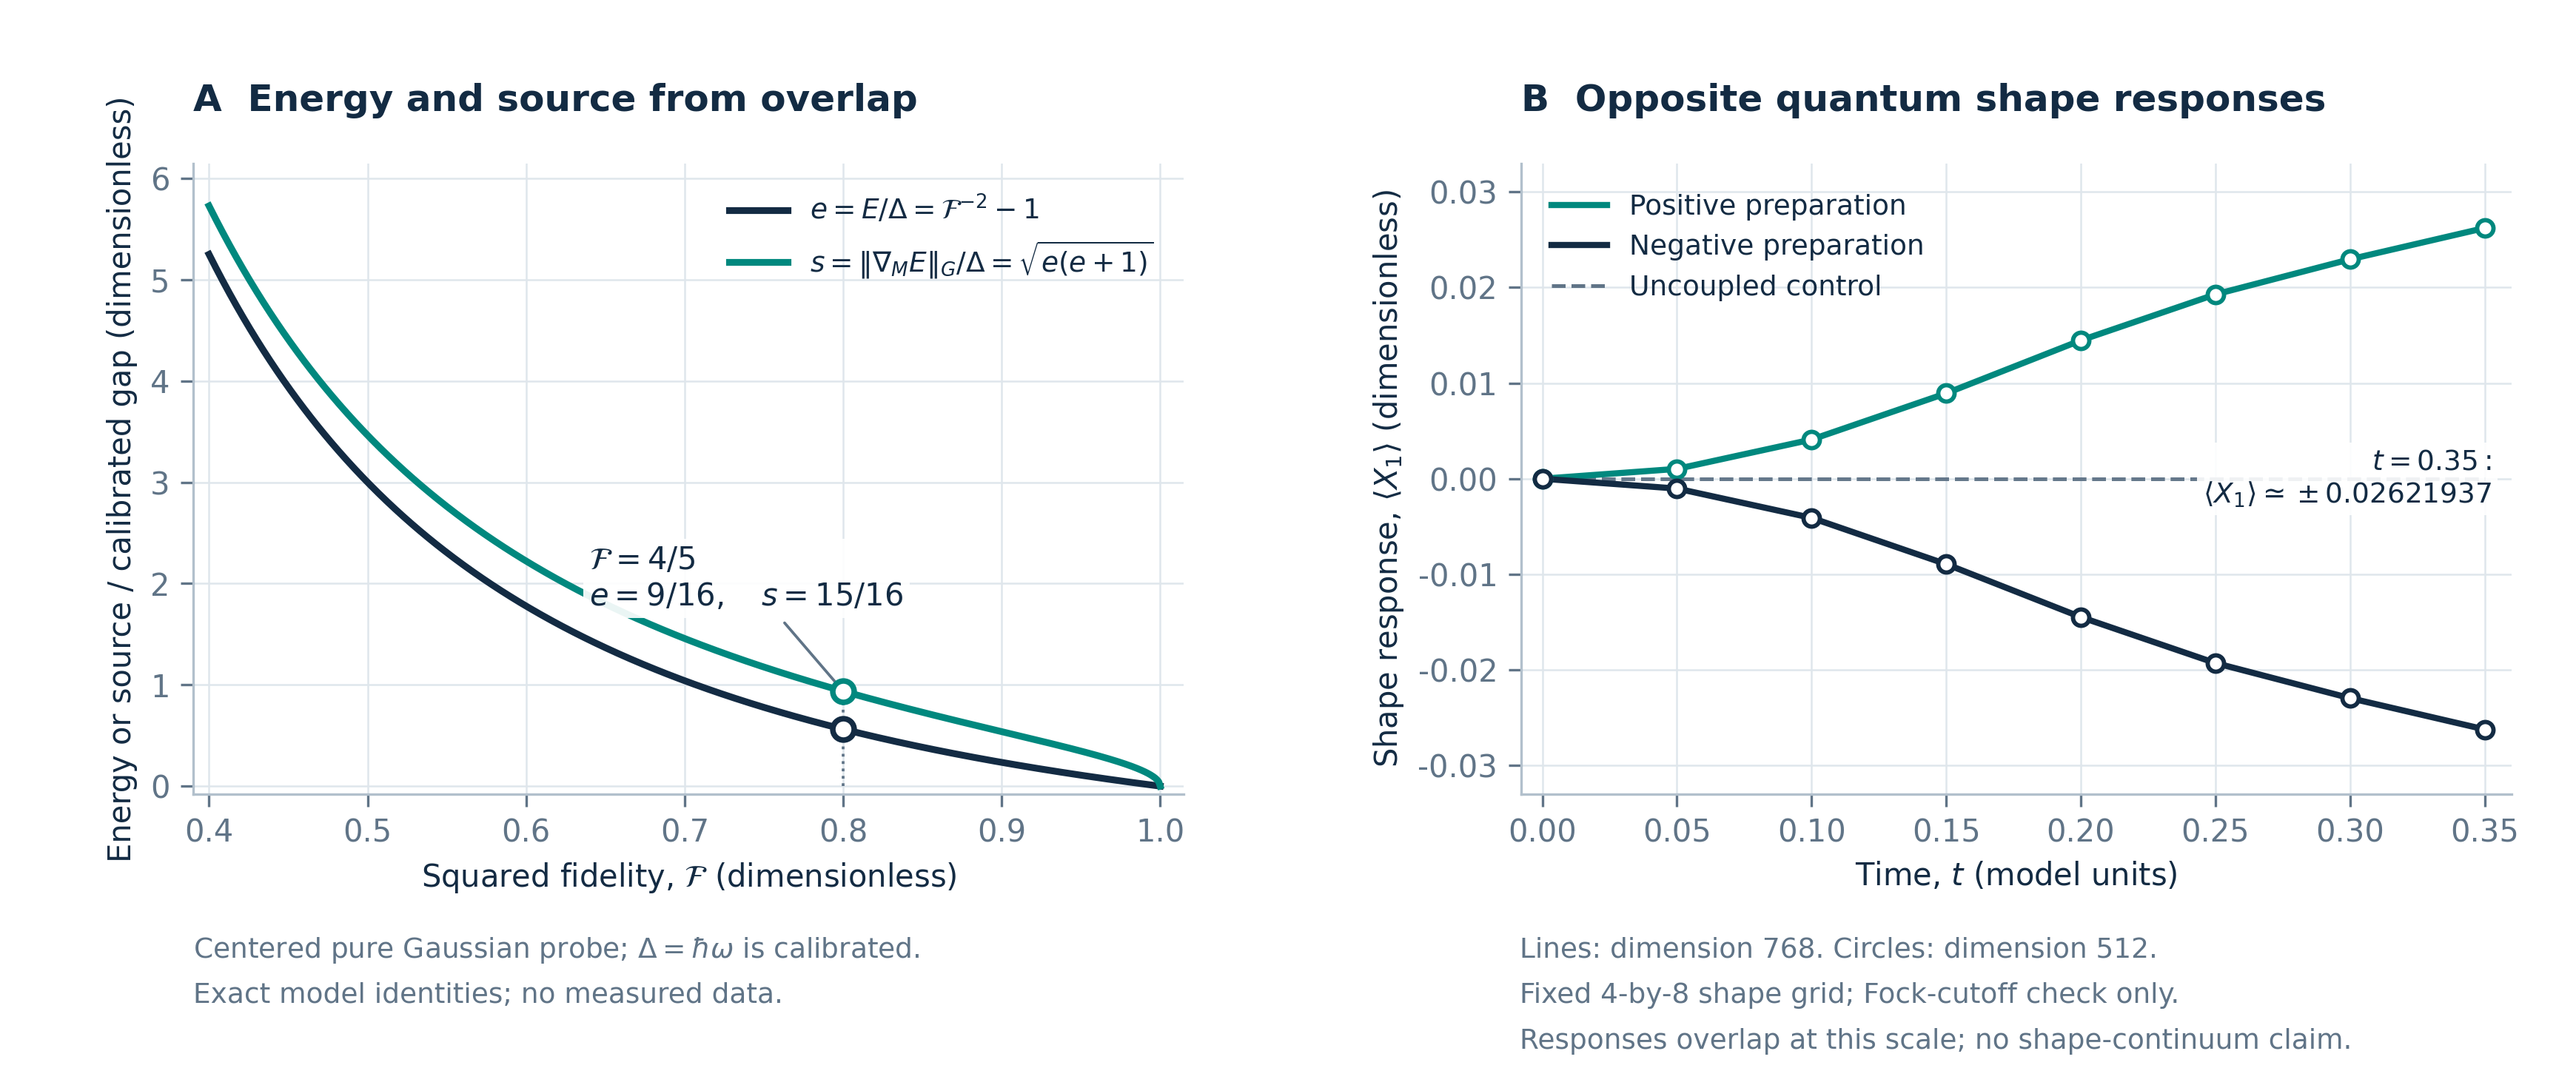 A Energy and source from overlap
Energy or source / calibrated gap (dimensionless)
6
5
4
3
2
1
0
e = E/Δ = ℱ⁻² − 1
s = ‖∇_M E‖_G/Δ = √(e(e + 1))
ℱ = 4/5
e = 9/16, s = 15/16
0.4 0.5 0.6 0.7 0.8 0.9 1.0
Squared fidelity, ℱ (dimensionless)
Centered pure Gaussian probe; Δ = ℏω is calibrated.
Exact model identities; no measured data.
B Opposite quantum shape responses
Shape response, ⟨X₁⟩ (dimensionless)
0.03
0.02
0.01
0.00
-0.01
-0.02
-0.03
Positive preparation
Negative preparation
Uncoupled control
t = 0.35:
⟨X₁⟩ ≃ ±0.02621937
0.00 0.05 0.10 0.15 0.20 0.25 0.30 0.35
Time, t (model units)
Lines: dimension 768. Circles: dimension 512.
Fixed 4-by-8 shape grid; Fock-cutoff check only.
Responses overlap at this scale; no shape-continuum claim.